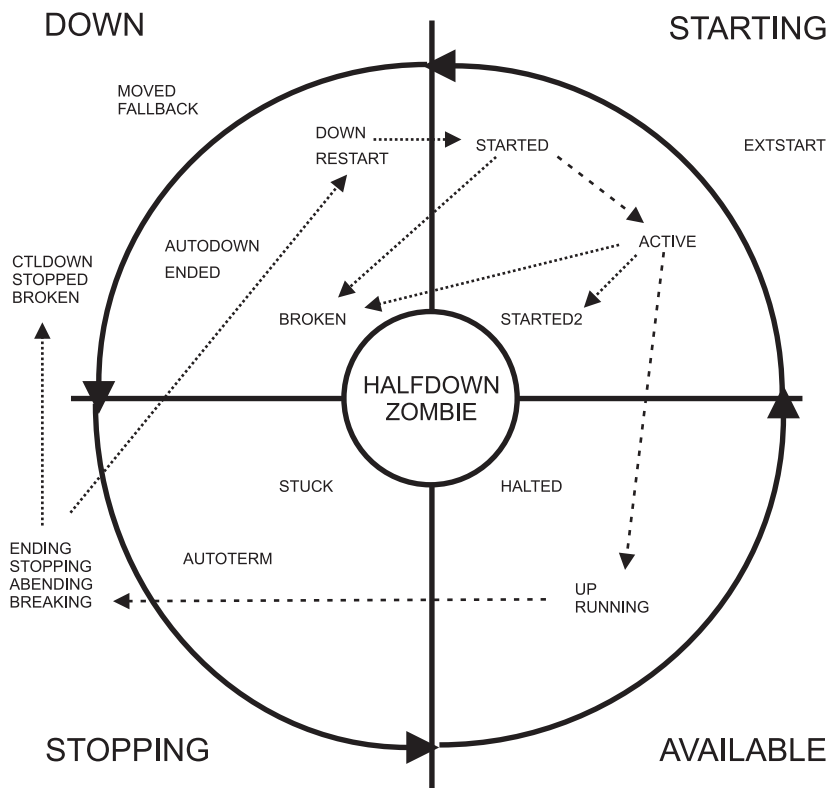 DOWN
STARTING
MOVED
FALLBACK
DOWN
RESTART
STARTED
EXTSTART
AUTODOWN
ENDED
ACTIVE
CTLDOWN
STOPPED
BROKEN
BROKEN
STARTED2
HALFDOWN
ZOMBIE
STUCK
HALTED
ENDING
STOPPING
ABENDING
BREAKING
AUTOTERM
UP
RUNNING
STOPPING
AVAILABLE